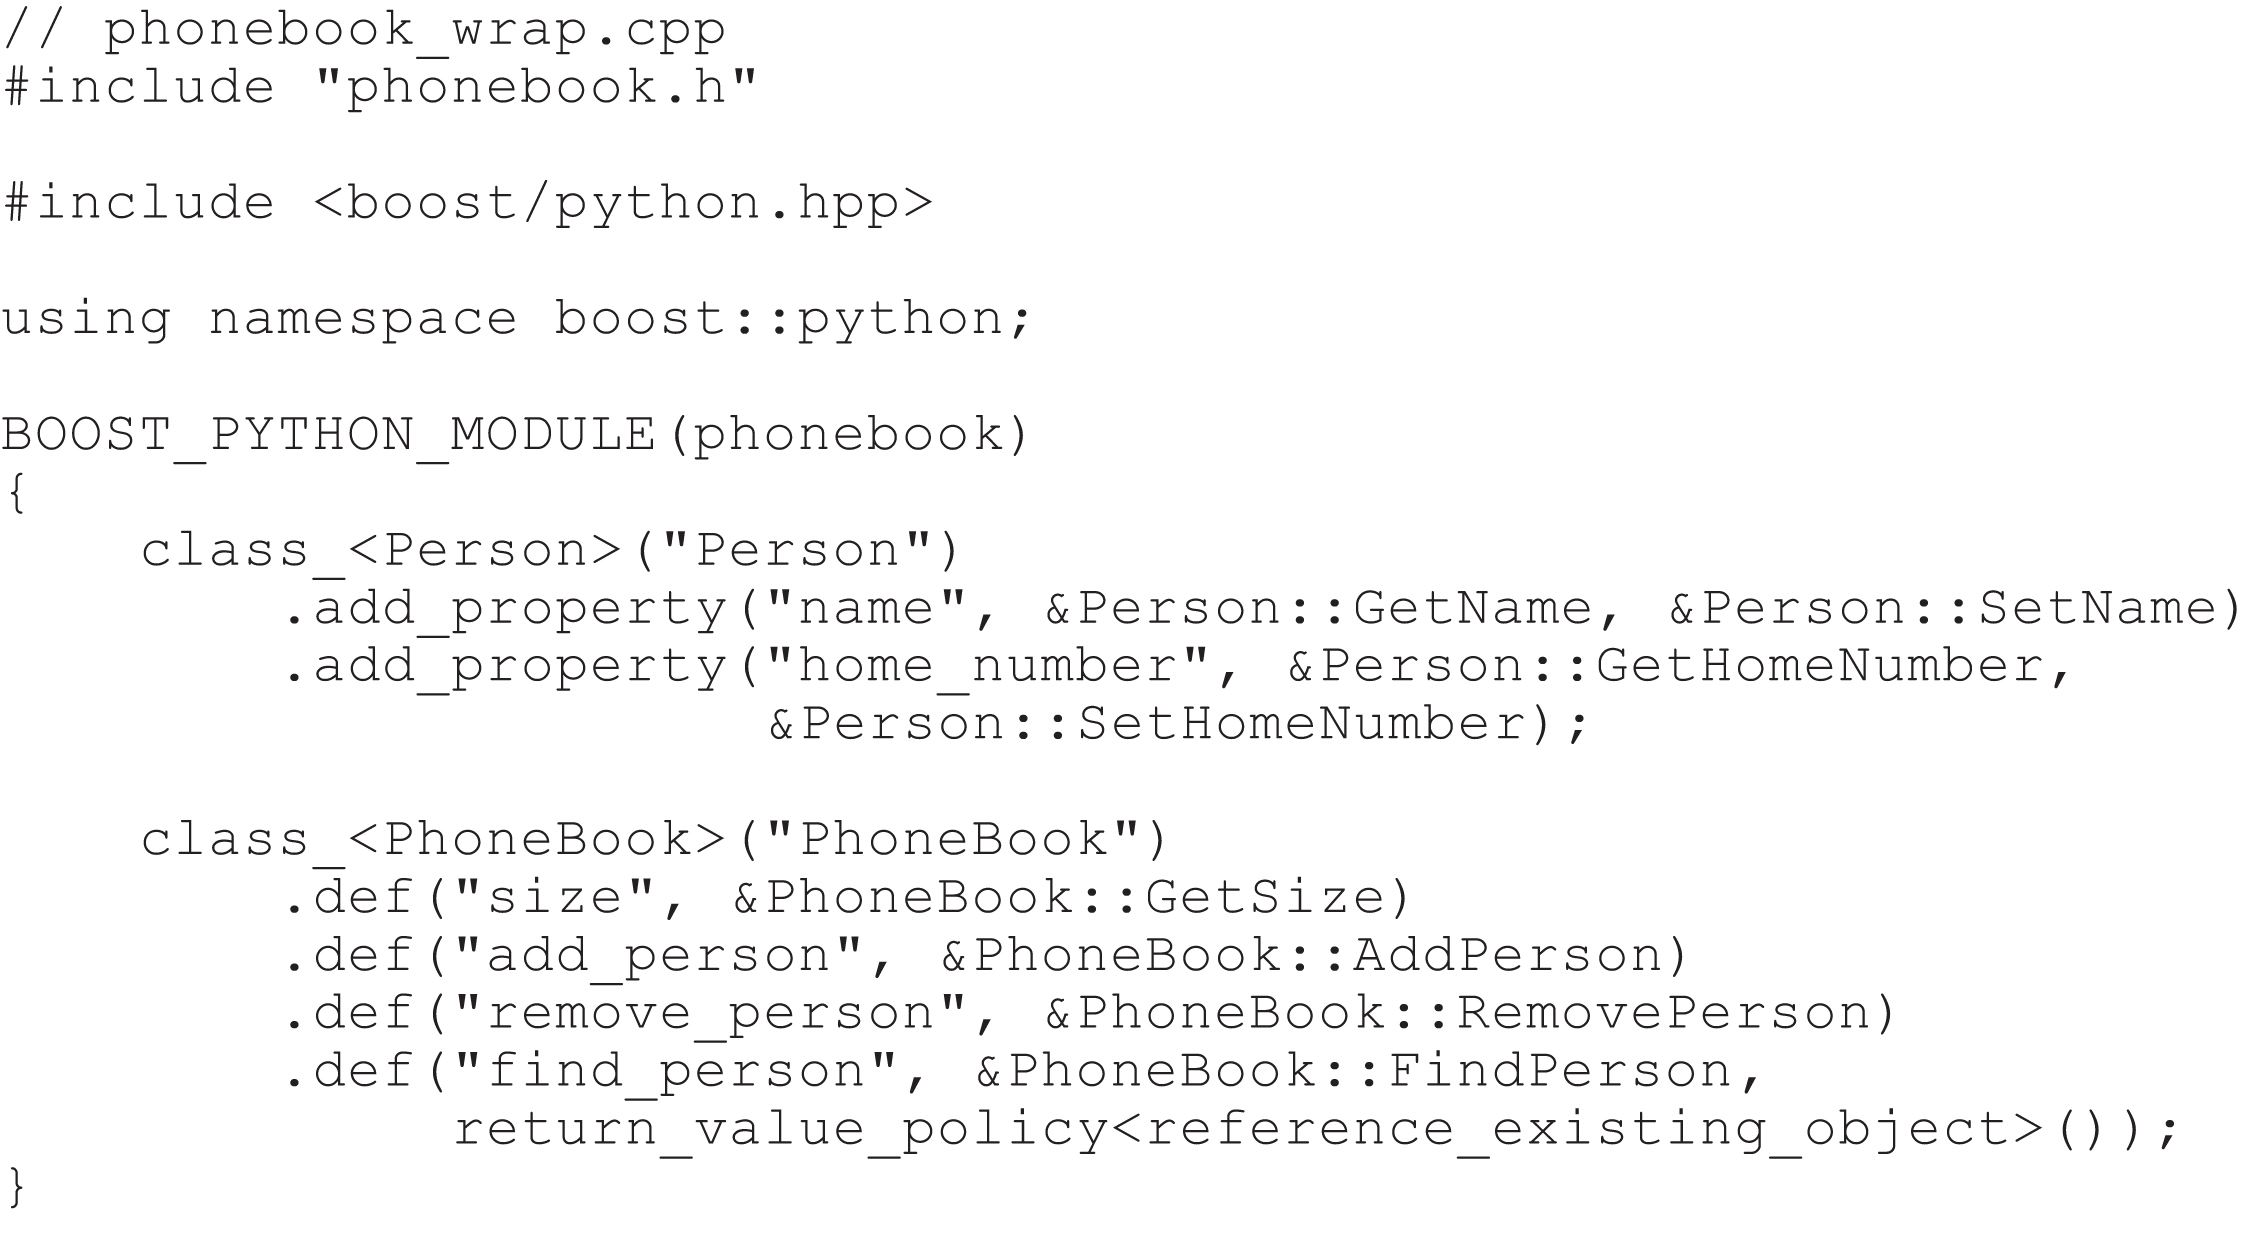 // phonebook_wrap.cpp
#include "phonebook.h"

#include <boost/python.hpp>

using namespace boost::python;

BOOST_PYTHON_MODULE(phonebook)
{
    class_<Person>("Person")
        .add_property("name", &Person::GetName, &Person::SetName)
        .add_property("home_number", &Person::GetHomeNumber,
                      &Person::SetHomeNumber);

    class_<PhoneBook>("PhoneBook")
        .def("size", &PhoneBook::GetSize)
        .def("add_person", &PhoneBook::AddPerson)
        .def("remove_person", &PhoneBook::RemovePerson)
        .def("find_person", &PhoneBook::FindPerson,
             return_value_policy<reference_existing_object>());
}